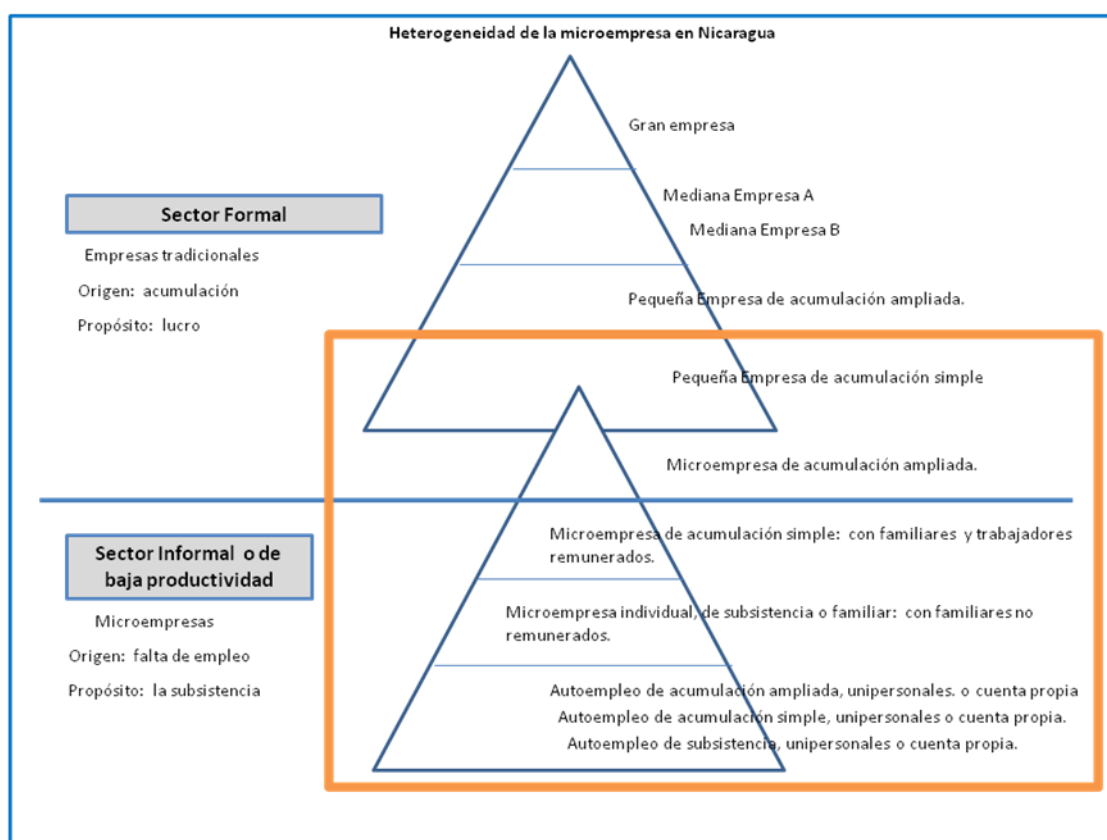 Heterogeneidad de la microempresa en Nicaragua
Gran empresa
Mediana Empresa A
Mediana Empresa B
Pequeña Empresa de acumulación ampliada.
Sector Formal
Empresas tradicionales
Origen: acumulación
Propósito: lucro
Pequeña Empresa de acumulación simple
Microempresa de acumulación ampliada.
Sector Informal o de
baja productividad
Microempresas
Origen: falta de empleo
Propósito: la subsistencia
Microempresa de acumulación simple: con familiares y trabajadores
remunerados.
Microempresa individual, de subsistencia o familiar: con familiares no
remunerados.
Autoempleo de acumulación ampliada, unipersonales. o cuenta propia
Autoempleo de acumulación simple, unipersonales o cuenta propia.
Autoempleo de subsistencia, unipersonales o cuenta propia.